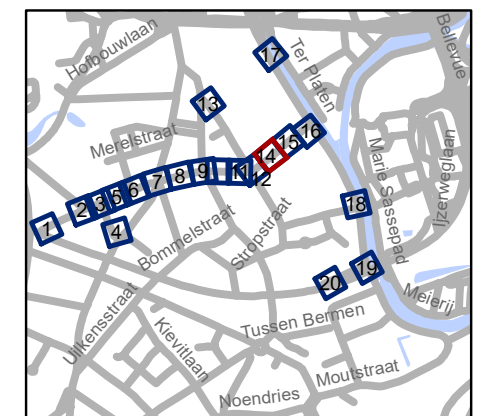 Hofbouwlaan
Ter Platen
Bellevue
17
13
Merelstraat
16
15
14
Marie Sassepad
Ijzerweglaan
12
11
9
8
7
6
5
3
2
1
4
18
Bommelstraat
Stropstraat
19
20
Meierij
Uilkensstraat
Tussen Bermen
Kievitlaan
Moutstraat
Noendries